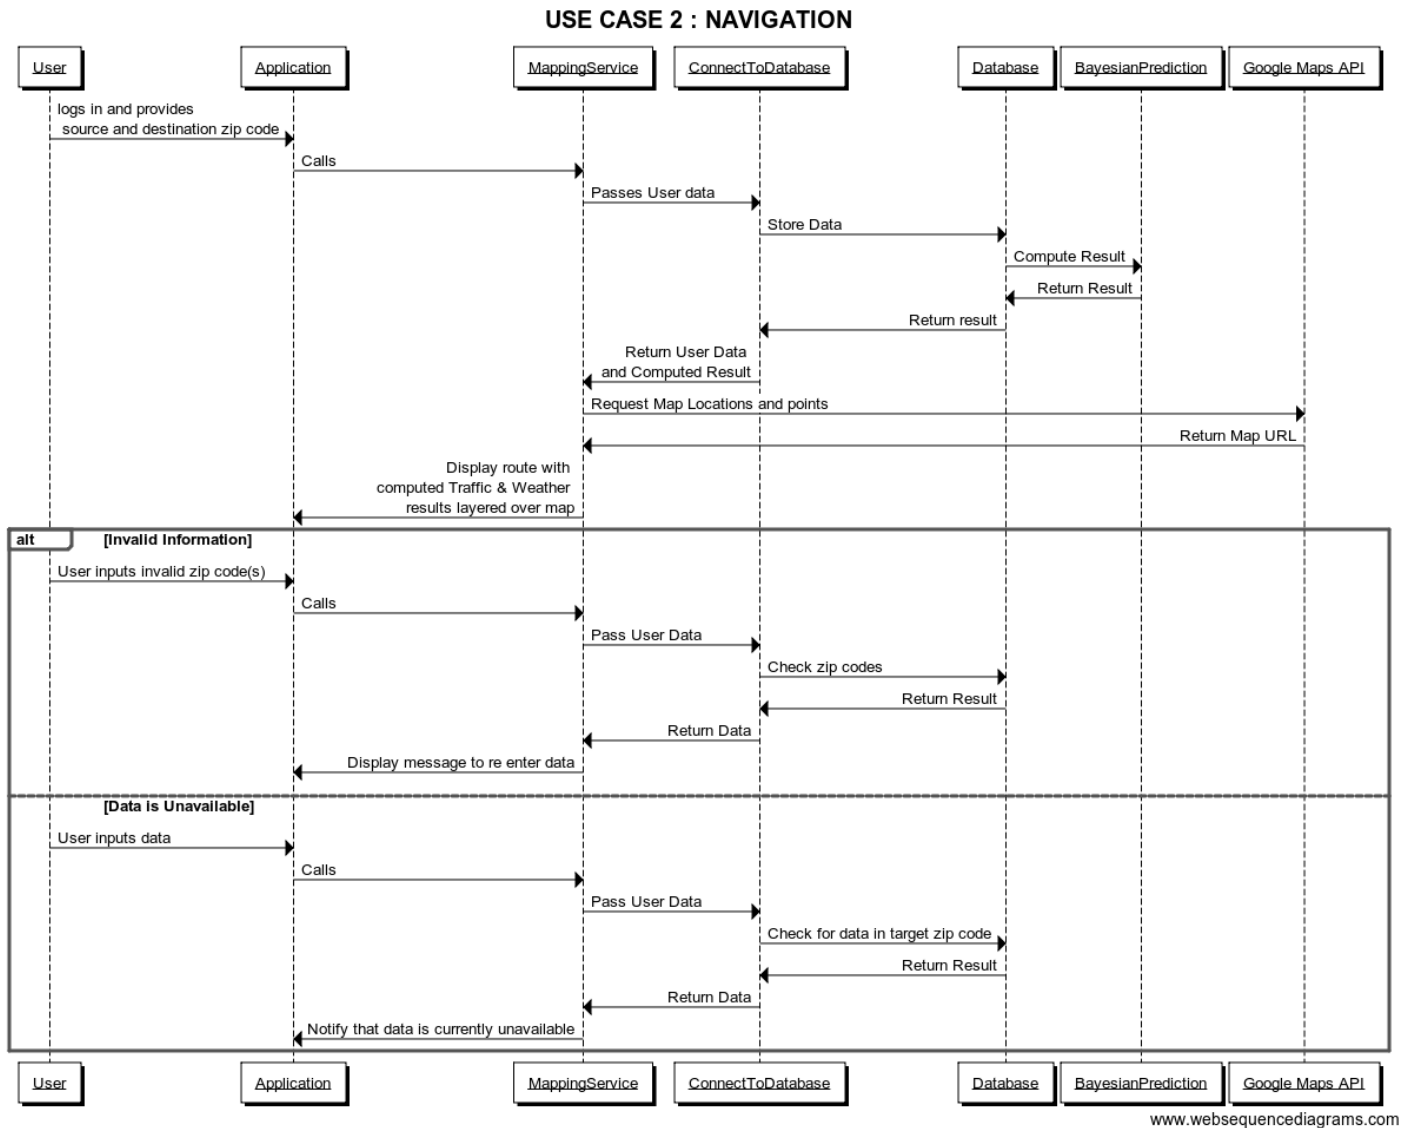 USE CASE 2 : NAVIGATION
User
Application
MappingService
ConnectToDatabase
Database
BayesianPrediction
Google Maps API
logs in and provides
source and destination zip code
Calls
Passes User data
Store Data
Compute Result
Return Result
Return result
Return User Data
and Computed Result
Request Map Locations and points
Return Map URL
Display route with
computed Traffic & Weather
results layered over map
alt
[Invalid Information]
User inputs invalid zip code(s)
Calls
Pass User Data
Check zip codes
Return Result
Return Data
Display message to re enter data
[Data is Unavailable]
User inputs data
Calls
Pass User Data
Check for data in target zip code
Return Result
Return Data
Notify that data is currently unavailable
User
Application
MappingService
ConnectToDatabase
Database
BayesianPrediction
Google Maps API
www.websequencediagrams.com